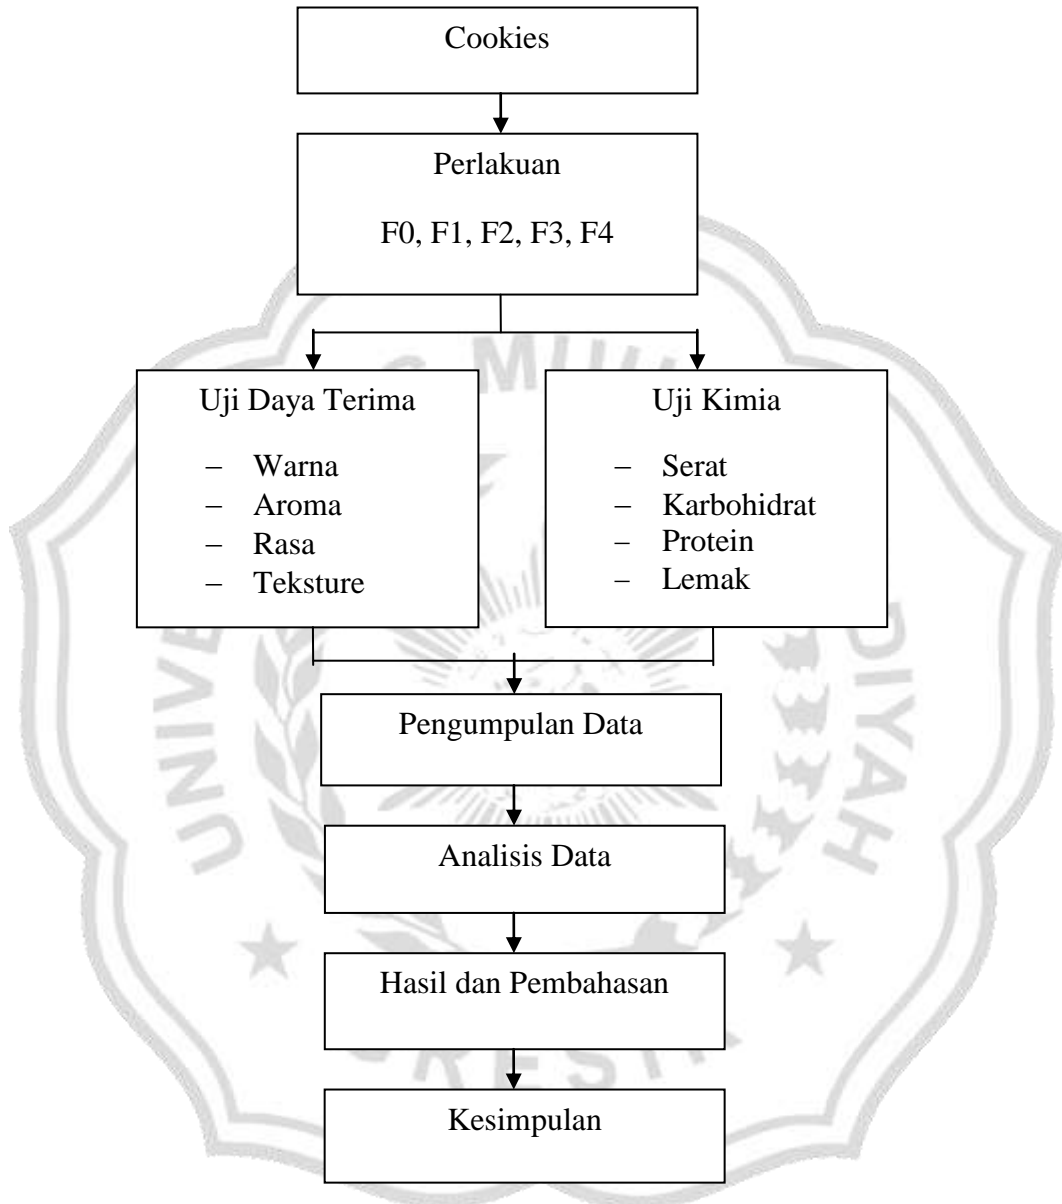 Cookies
Perlakuan
F0, F1, F2, F3, F4
Uji Daya Terima
– Warna
– Aroma
– Rasa
– Teksture
Uji Kimia
– Serat
– Karbohidrat
– Protein
– Lemak
Pengumpulan Data
Analisis Data
Hasil dan Pembahasan
Kesimpulan